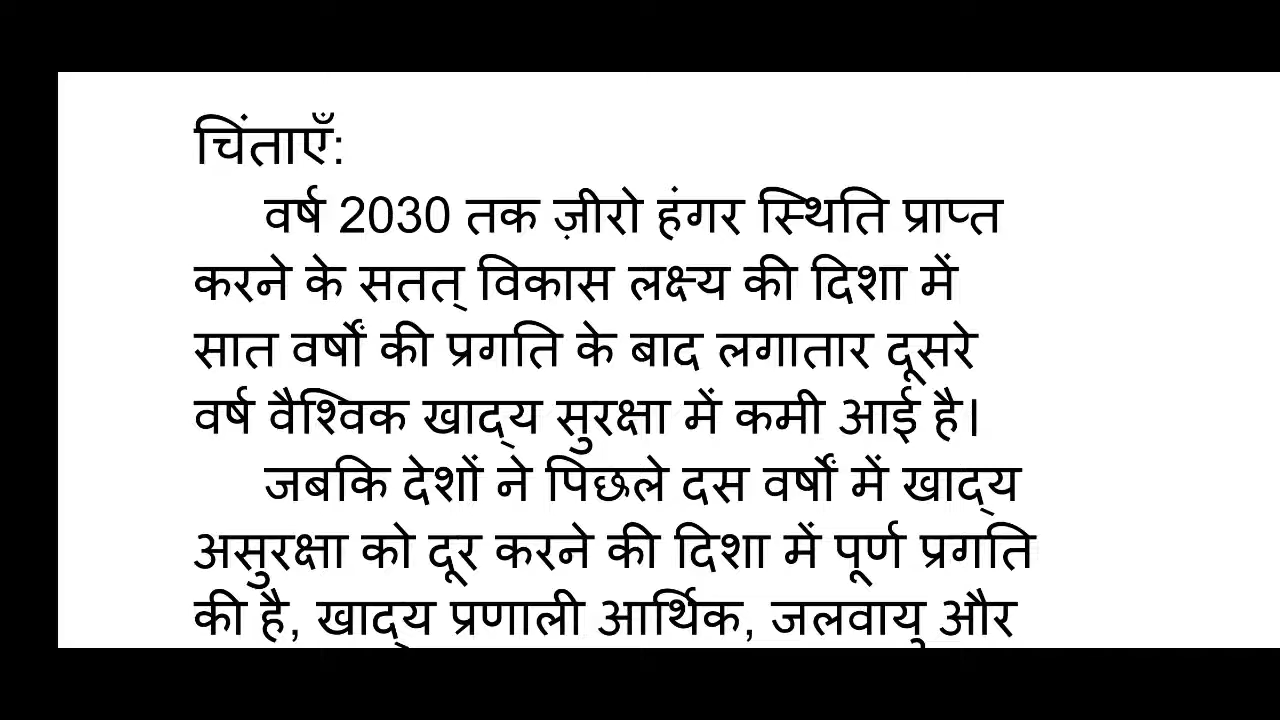 चिंताएँ:
वर्ष 2030 तक ज़ीरो हंगर स्थिति प्राप्त
करने के सतत् विकास लक्ष्य की दिशा में
सात वर्षों की प्रगति के बाद लगातार दूसरे
वर्ष वैश्विक खाद्य सुरक्षा में कमी आई है।
जबकि देशों ने पिछले दस वर्षों में खाद्य
असुरक्षा को दूर करने की दिशा में पूर्ण प्रगति
की है, खाद्य प्रणाली आर्थिक, जलवायु और